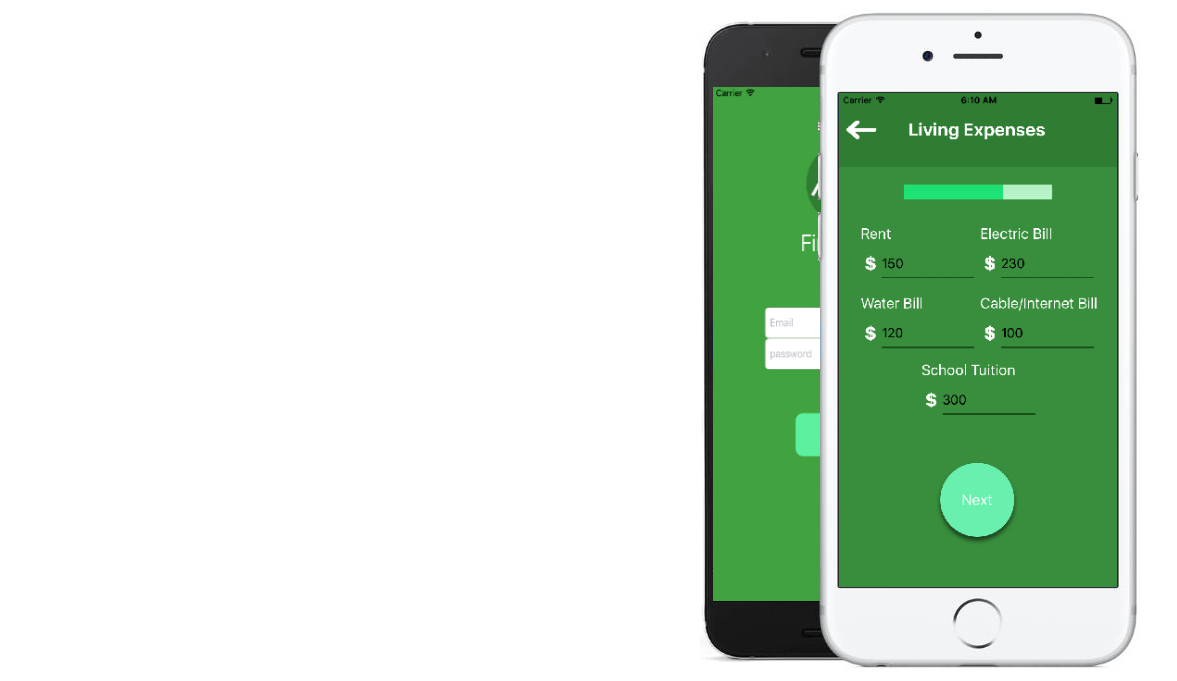 Carrier
Fi
Email
password
Carrier 6:10 AM
Living Expenses
Rent Electric Bill
$ 150 $ 230
Water Bill Cable/Internet Bill
$ 120 $ 100
School Tuition
$ 300
Next